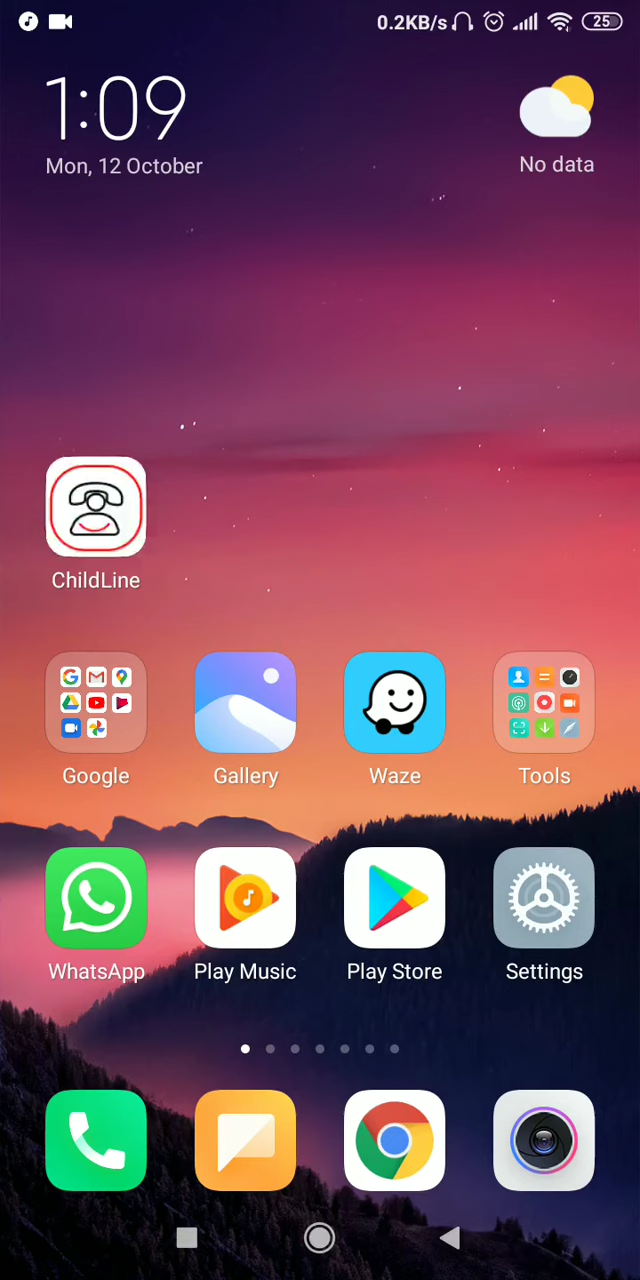 0.2KB/s 25
1:09
Mon, 12 October
No data
ChildLine
Google Gallery Waze Tools
WhatsApp Play Music Play Store Settings